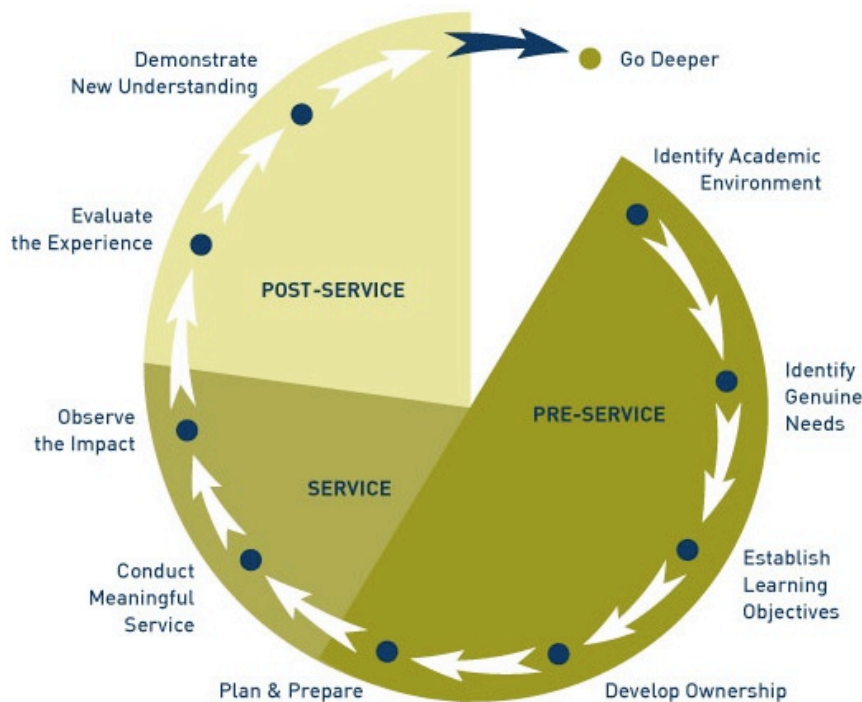 Demonstrate
New Understanding
Go Deeper
Identify Academic
Environment
Evaluate
the Experience
POST-SERVICE
Identify
Genuine
Needs
PRE-SERVICE
Observe
the Impact
SERVICE
Establish
Learning
Objectives
Conduct
Meaningful
Service
Plan & Prepare
Develop Ownership